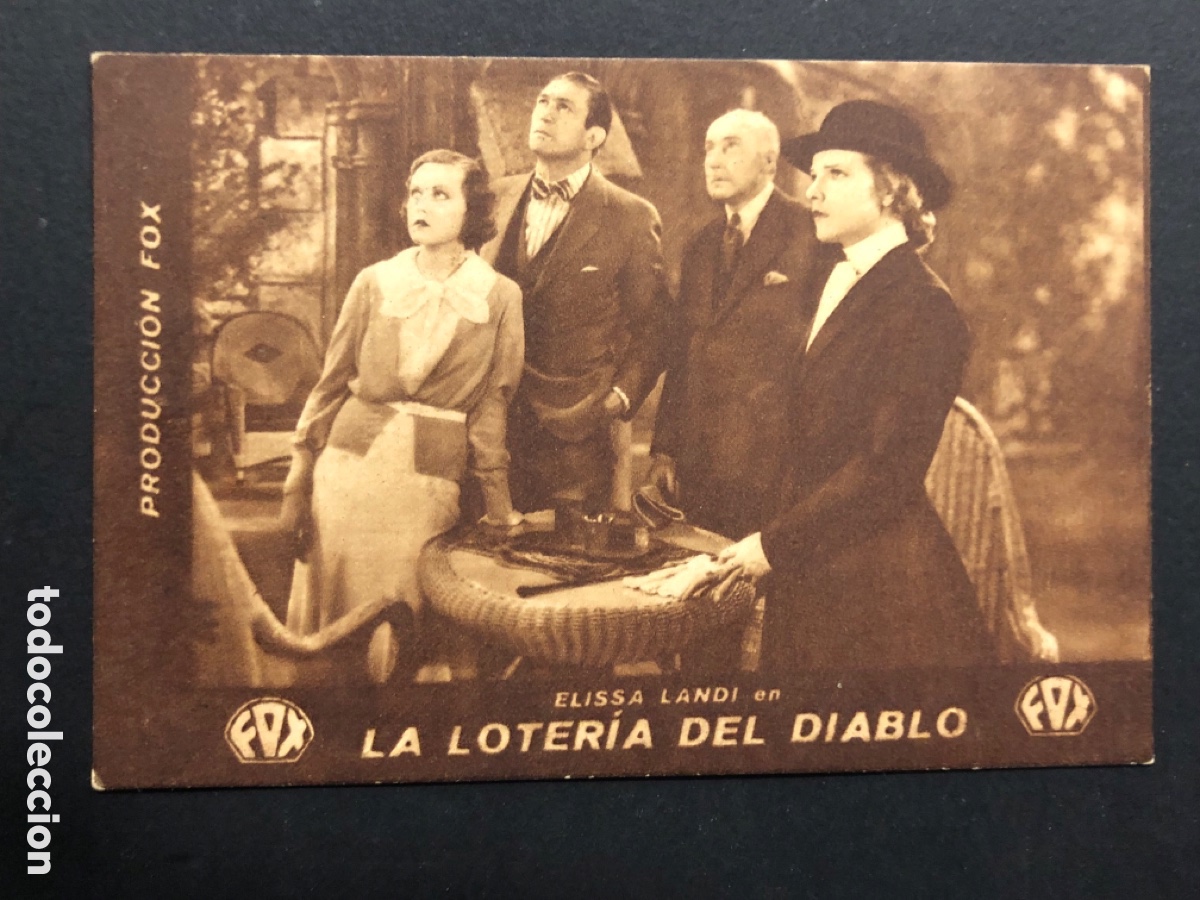 PRODUCCIÓN FOX
ELISSA LANDI en
LA LOTERÍA DEL DIABLO
FOX
FOX
todocoleccion